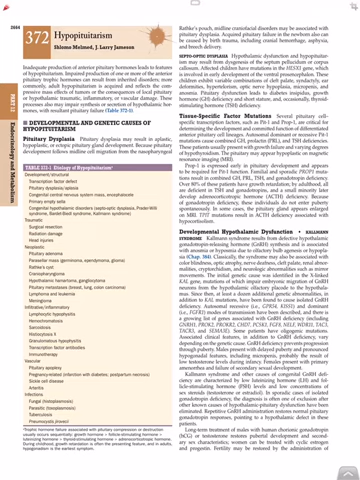 2664
PART 12
Endocrinology and Metabolism
372 Hypopituitarism
Shlomo Melmed, J. Larry Jameson
Inadequate production of anterior pituitary hormones leads to features
of hypopituitarism. Impaired production of one or more of the anterior
pituitary trophic hormones can result from inherited disorders; more
commonly, adult hypopituitarism is acquired and reflects the com-
pressive mass effects of tumors or the consequences of local pituitary
or hypothalamic traumatic, inflammatory, or vascular damage. These
processes also may impair synthesis or secretion of hypothalamic hor-
mones, with resultant pituitary failure (Table 372-1).
■ DEVELOPMENTAL AND GENETIC CAUSES OF
HYPOPITUITARISM
Pituitary Dysplasia Pituitary dysplasia may result in aplastic,
hypoplastic, or ectopic pituitary gland development. Because pituitary
development follows midline cell migration from the nasopharyngeal
TABLE 372-1 Etiology of Hypopituitarismᵃ
Development/structural
Transcription factor defect
Pituitary dysplasia/aplasia
Congenital central nervous system mass, encephalocele
Primary empty sella
Congenital hypothalamic disorders (septo-optic dysplasia, Prader-Willi
syndrome, Bardet-Biedl syndrome, Kallmann syndrome)
Traumatic
Surgical resection
Radiation damage
Head injuries
Neoplastic
Pituitary adenoma
Parasellar mass (germinoma, ependymoma, glioma)
Rathke's cyst
Craniopharyngioma
Hypothalamic hamartoma, gangliocytoma
Pituitary metastases (breast, lung, colon carcinoma)
Lymphoma and leukemia
Meningioma
Infiltrative/inflammatory
Lymphocytic hypophysitis
Hemochromatosis
Sarcoidosis
Histiocytosis X
Granulomatous hypophysitis
Transcription factor antibodies
Immunotherapy
Vascular
Pituitary apoplexy
Pregnancy-related (infarction with diabetes; postpartum necrosis)
Sickle cell disease
Arteritis
Infections
Fungal (histoplasmosis)
Parasitic (toxoplasmosis)
Tuberculosis
Pneumocystis jirovecii
ᵃTrophic hormone failure associated with pituitary compression or destruction
usually occurs sequentially: growth hormone > follicle-stimulating hormone >
luteinizing hormone > thyroid-stimulating hormone > adrenocorticotropic hormone.
During childhood, growth retardation is often the presenting feature, and in adults,
hypogonadism is the earliest symptom.
Rathke's pouch, midline craniofacial disorders may be associated with
pituitary dysplasia. Acquired pituitary failure in the newborn also can
be caused by birth trauma, including cranial hemorrhage, asphyxia,
and breech delivery.
SEPTO-OPTIC DYSPLASIA Hypothalamic dysfunction and hypopituitar-
ism may result from dysgenesis of the septum pellucidum or corpus
callosum. Affected children have mutations in the HESX1 gene, which
is involved in early development of the ventral prosencephalon. These
children exhibit variable combinations of cleft palate, syndactyly, ear
deformities, hypertelorism, optic nerve hypoplasia, micropenis, and
anosmia. Pituitary dysfunction leads to diabetes insipidus, growth
hormone (GH) deficiency and short stature, and, occasionally, thyroid-
stimulating hormone (TSH) deficiency.
Tissue-Specific Factor Mutations Several pituitary cell-
specific transcription factors, such as Pit-1 and Prop-1, are critical for
determining the development and committed function of differentiated
anterior pituitary cell lineages. Autosomal dominant or recessive Pit-1
mutations cause combined GH, prolactin (PRL), and TSH deficiencies.
These patients usually present with growth failure and varying degrees
of hypothyroidism. The pituitary may appear hypoplastic on magnetic
resonance imaging (MRI).
Prop-1 is expressed early in pituitary development and appears
to be required for Pit-1 function. Familial and sporadic PROP1 muta-
tions result in combined GH, PRL, TSH, and gonadotropin deficiency.
Over 80% of these patients have growth retardation; by adulthood, all
are deficient in TSH and gonadotropins, and a small minority later
develop adrenocorticotropic hormone (ACTH) deficiency. Because
of gonadotropin deficiency, these individuals do not enter puberty
spontaneously. In some cases, the pituitary gland appears enlarged
on MRI. TPIT mutations result in ACTH deficiency associated with
hypocortisolism.
Developmental Hypothalamic Dysfunction • KALLMANN
SYNDROME Kallmann syndrome results from defective hypothalamic
gonadotropin-releasing hormone (GnRH) synthesis and is associated
with anosmia or hyposmia due to olfactory bulb agenesis or hypopla-
sia (Chap. 384). Classically, the syndrome may also be associated with
color blindness, optic atrophy, nerve deafness, cleft palate, renal abnor-
malities, cryptorchidism, and neurologic abnormalities such as mirror
movements. The initial genetic cause was identified in the X-linked
KAL gene, mutations of which impair embryonic migration of GnRH
neurons from the hypothalamic olfactory placode to the hypothala-
mus. Since then, at least a dozen additional genetic abnormalities, in
addition to KAL mutations, have been found to cause isolated GnRH
deficiency. Autosomal recessive (i.e., GPR54, KISS1) and dominant
(i.e., FGFR1) modes of transmission have been described, and there is
a growing list of genes associated with GnRH deficiency (including
GNRH1, PROK2, PROKR2, CHD7, PCSK1, FGF8, NELF, WDR11, TAC3,
TACR3, and SEMA3E). Some patients have oligogenic mutations.
Associated clinical features, in addition to GnRH deficiency, vary
depending on the genetic cause. GnRH deficiency prevents progression
through puberty. Males present with delayed puberty and pronounced
hypogonadal features, including micropenis, probably the result of
low testosterone levels during infancy. Females present with primary
amenorrhea and failure of secondary sexual development.
Kallmann syndrome and other causes of congenital GnRH defi-
ciency are characterized by low luteinizing hormone (LH) and fol-
licle-stimulating hormone (FSH) levels and low concentrations of
sex steroids (testosterone or estradiol). In sporadic cases of isolated
gonadotropin deficiency, the diagnosis is often one of exclusion after
other known causes of hypothalamic-pituitary dysfunction have been
eliminated. Repetitive GnRH administration restores normal pituitary
gonadotropin responses, pointing to a hypothalamic defect in these
patients.
Long-term treatment of males with human chorionic gonadotropin
(hCG) or testosterone restores pubertal development and second-
ary sex characteristics; women can be treated with cyclic estrogen
and progestin. Fertility may be restored by the administration of